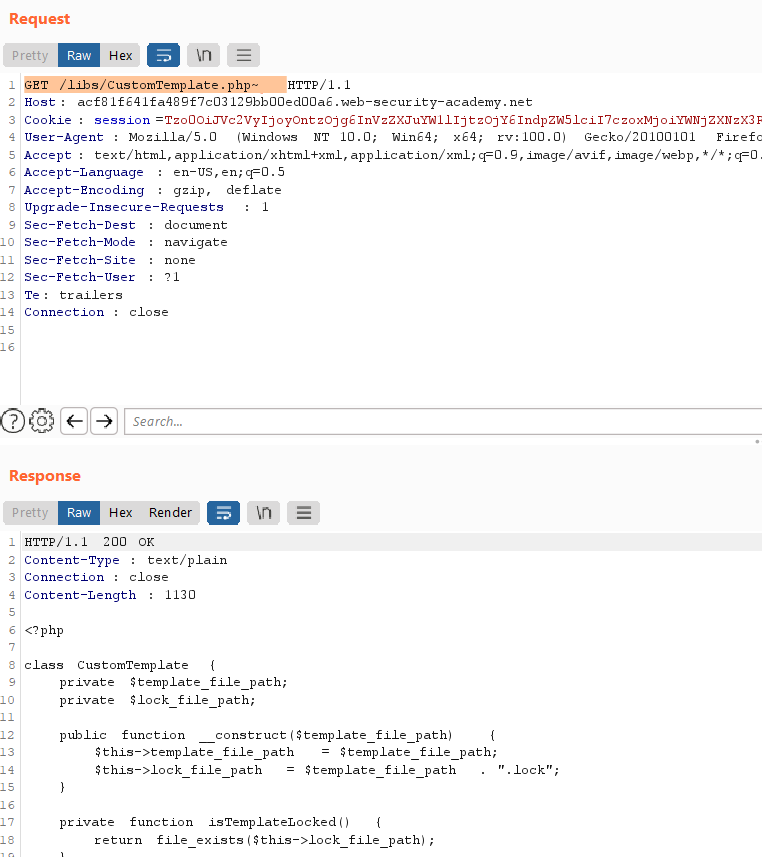 Request
Pretty Raw Hex \n
1 GET /libs/CustomTemplate.php~ HTTP/1.1
2 Host: acf81f641fa489f7c03129bb00ed00a6.web-security-academy.net
3 Cookie: session=
4 User-Agent: Mozilla/5.0 (Windows NT 10.0; Win64; x64; rv:100.0) Gecko/20100101 Firefo
5 Accept: text/html,application/xhtml+xml,application/xml;q=0.9,image/avif,image/webp,*/*;q=0.
6 Accept-Language : en-US,en;q=0.5
7 Accept-Encoding : gzip, deflate
8 Upgrade-Insecure-Requests : 1
9 Sec-Fetch-Dest : document
10 Sec-Fetch-Mode : navigate
11 Sec-Fetch-Site : none
12 Sec-Fetch-User : ?1
13 Te: trailers
14 Connection : close
15
16
? Search...
Response
Pretty Raw Hex Render \n
1 HTTP/1.1 200 OK
2 Content-Type : text/plain
3 Connection : close
4 Content-Length : 1130
5
6 <?php
7
8 class CustomTemplate {
9 private $template_file_path;
10 private $lock_file_path;
11
12 public function __construct($template_file_path) {
13 $this->template_file_path = $template_file_path;
14 $this->lock_file_path = $template_file_path . ".lock";
15 }
16
17 private function isTemplateLocked() {
18 return file_exists($this->lock_file_path);
19 }